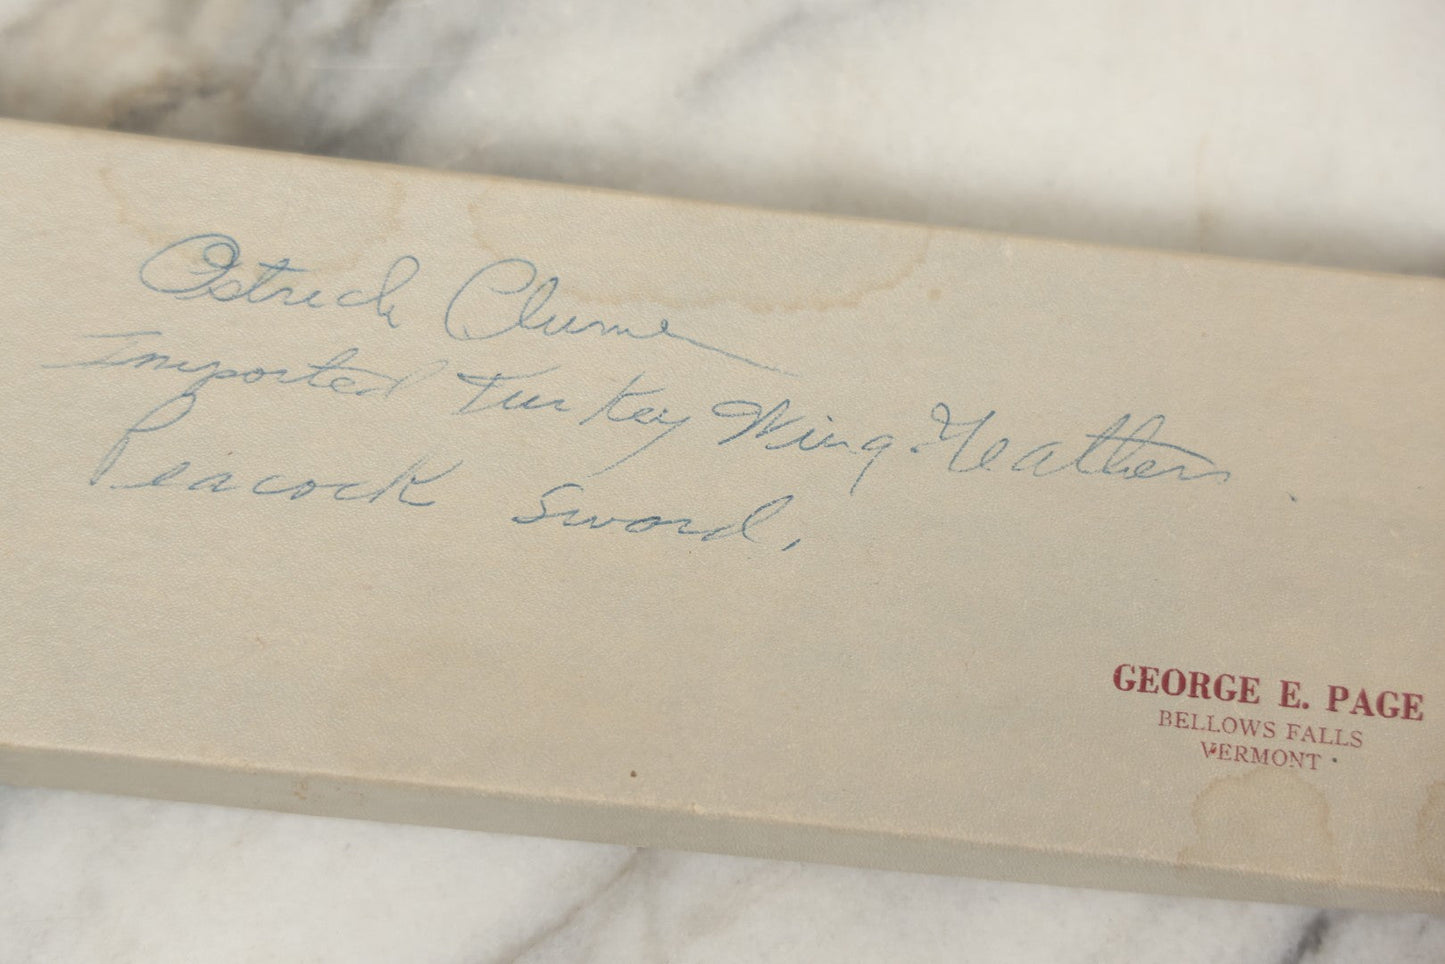 Ostrich Plume
Imported Turkey Wing Feathers.
Peacock Sword,
GEORGE E. PAGE
BELLOWS FALLS
VERMONT